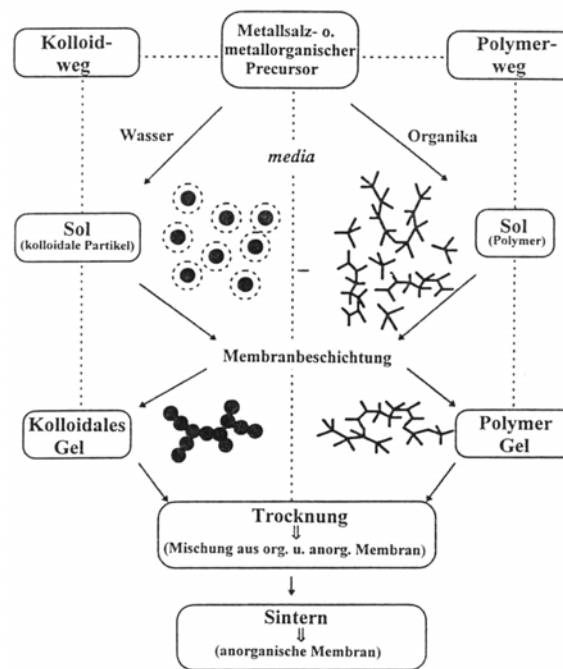 Kolloid-
weg
Metallsalz- o.
metallorganischer
Precursor
Polymer-
weg
Wasser
Organika
media
Sol
(kolloidale Partikel)
Sol
(Polymer)
Membranbeschichtung
Kolloidales
Gel
Polymer
Gel
Trocknung
⇓
(Mischung aus org. u. anorg. Membran)
Sintern
⇓
(anorganische Membran)